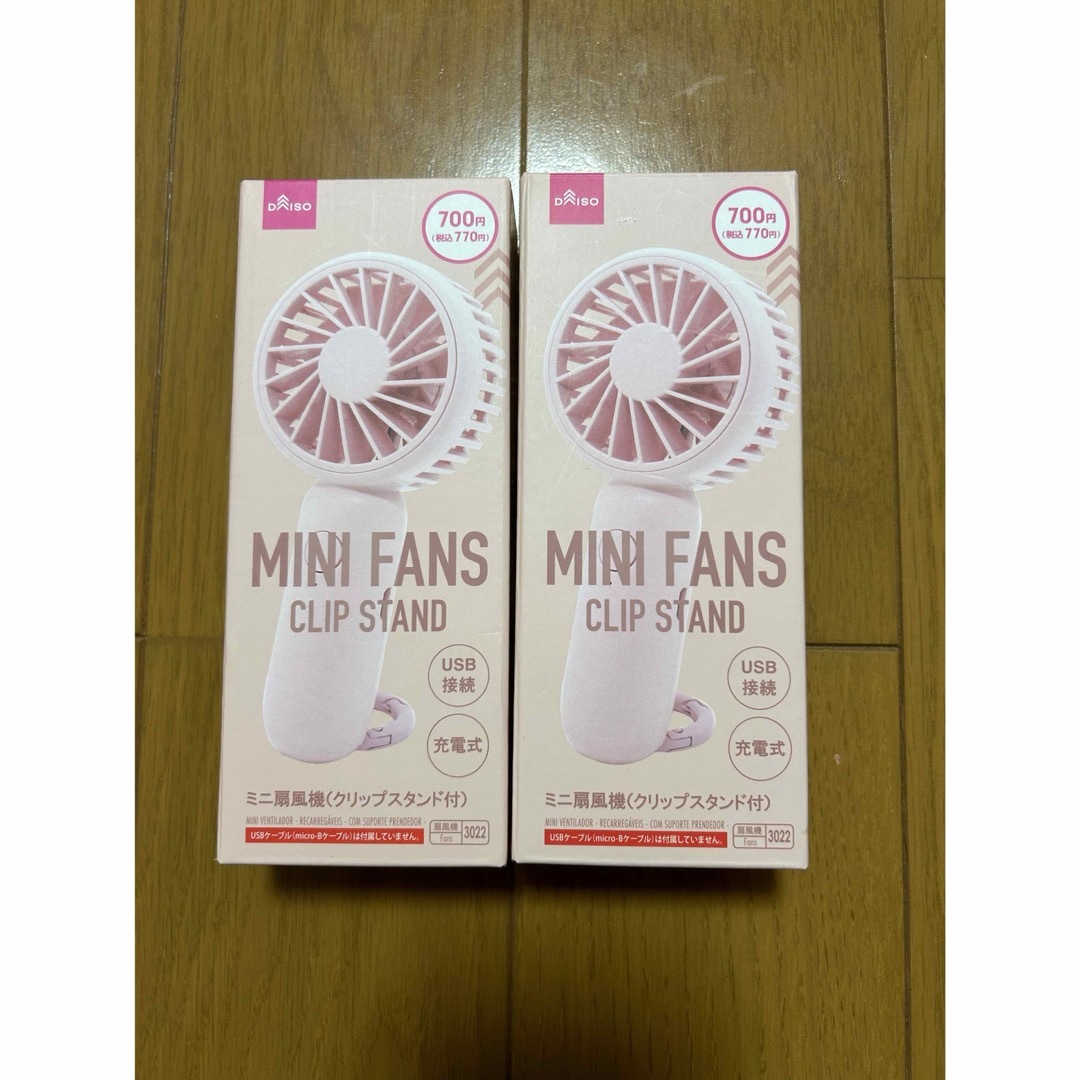 DAISO
700円
(税込770円)
MINI FANS
CLIP STAND
USB
接続
充電式
ミニ扇風機(クリップスタンド付)
MINI VENTILADOR - RECARREGÁVEIS - COM SUPORTE PRENDEDOR -
USBケーブル(micro-Bケーブル)は付属していません。
扇風機
Fans
3022
DAISO
700円
(税込770円)
MINI FANS
CLIP STAND
USB
接続
充電式
ミニ扇風機(クリップスタンド付)
MINI VENTILADOR - RECARREGÁVEIS - COM SUPORTE PRENDEDOR -
USBケーブル(micro-Bケーブル)は付属していません。
扇風機
Fans
3022